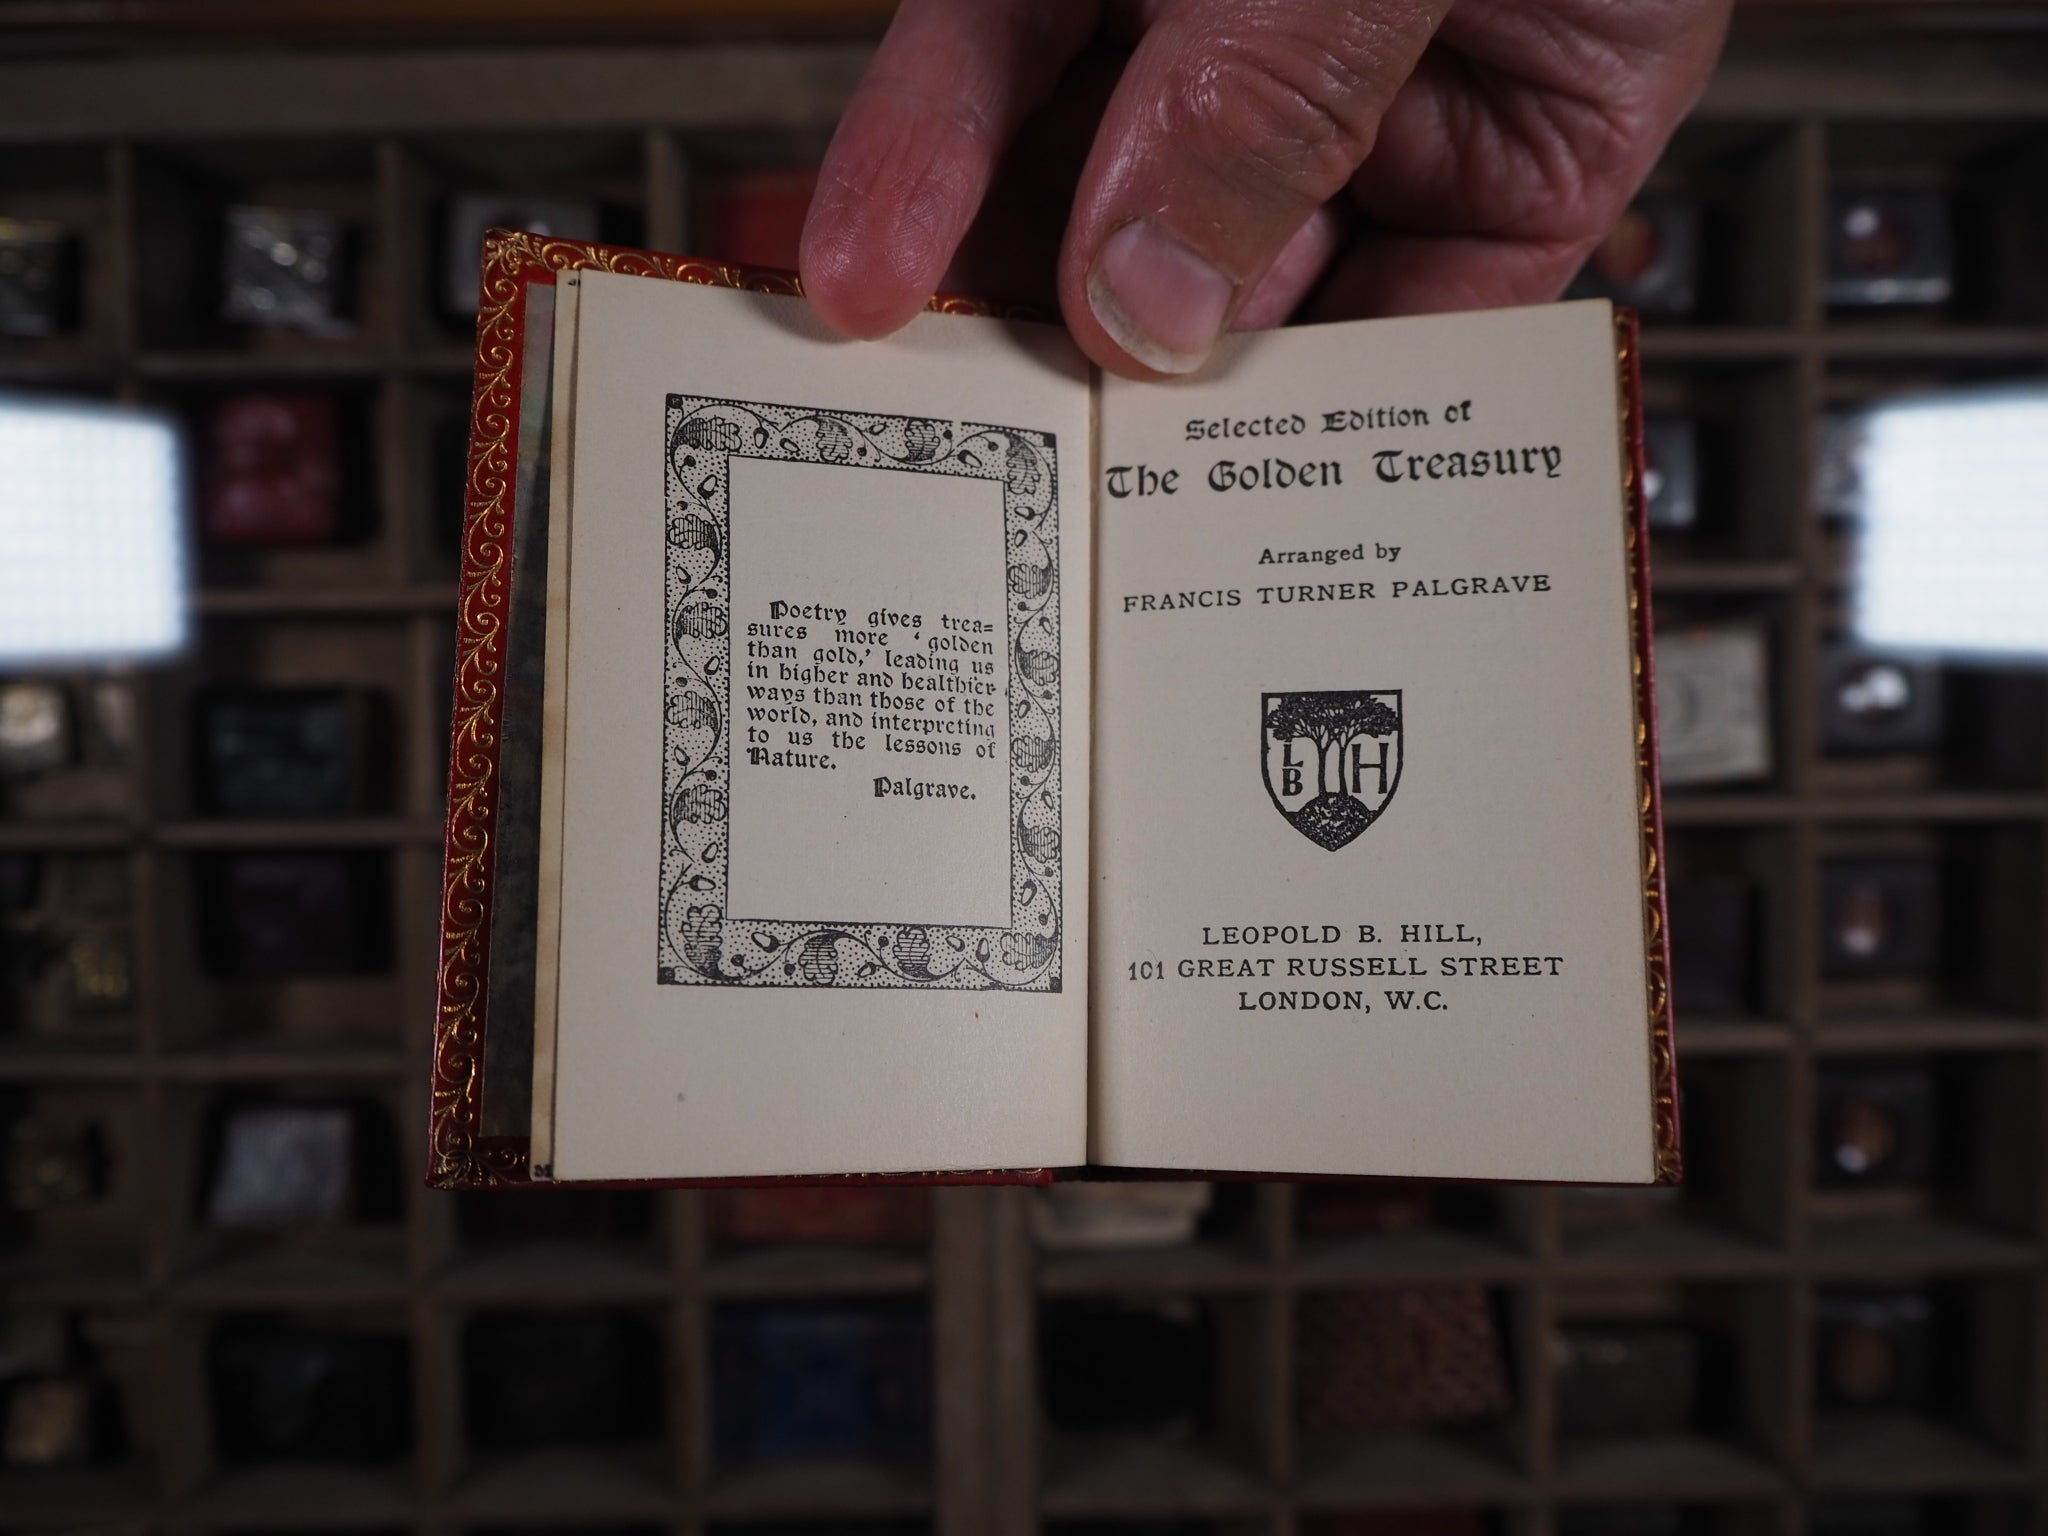 Poetry gives trea=
sures more ‘golden
than gold,’ leading us
in higher and healthier
ways than those of the
world, and interpreting
to us the lessons of
Nature.
Palgrave.
Selected Edition of
The Golden Treasury
Arranged by
FRANCIS TURNER PALGRAVE
L H
B
LEOPOLD B. HILL,
101 GREAT RUSSELL STREET
LONDON, W.C.